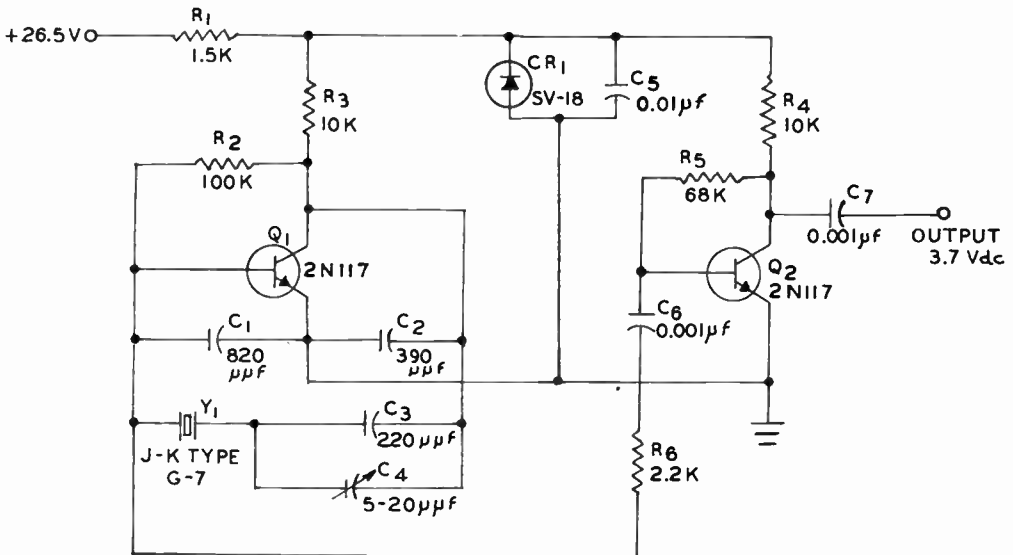 +26.5V
R1
1.5K
R3
10K
R2
100K
CR1
SV-18
C5
0.01µf
R4
10K
R5
68K
C7
0.001µf
OUTPUT
3.7 Vdc
Q1
2N117
Q2
2N117
C6
0.001µf
C1
820
µµf
C2
390
µµf
Y1
J-K TYPE
G-7
C3
220µµf
C4
5-20µµf
R6
2.2K